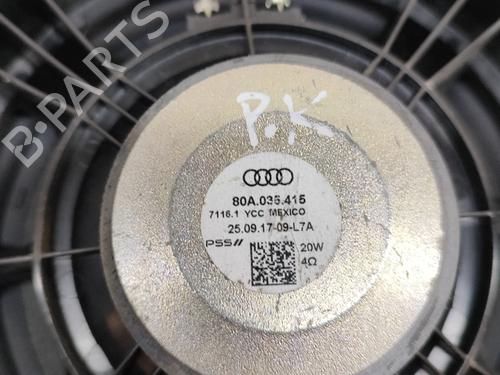 B-PARTS
P.K
80A.035.415
7116.1 YCC MEXICO
25.09.17-09-L7A
PSS//
20W
4Ω